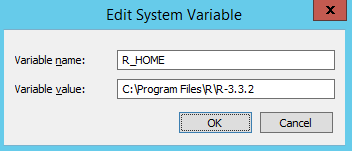 Edit System Variable
Variable name: R_HOME
Variable value: C:\Program Files\R\R-3.3.2
OK Cancel